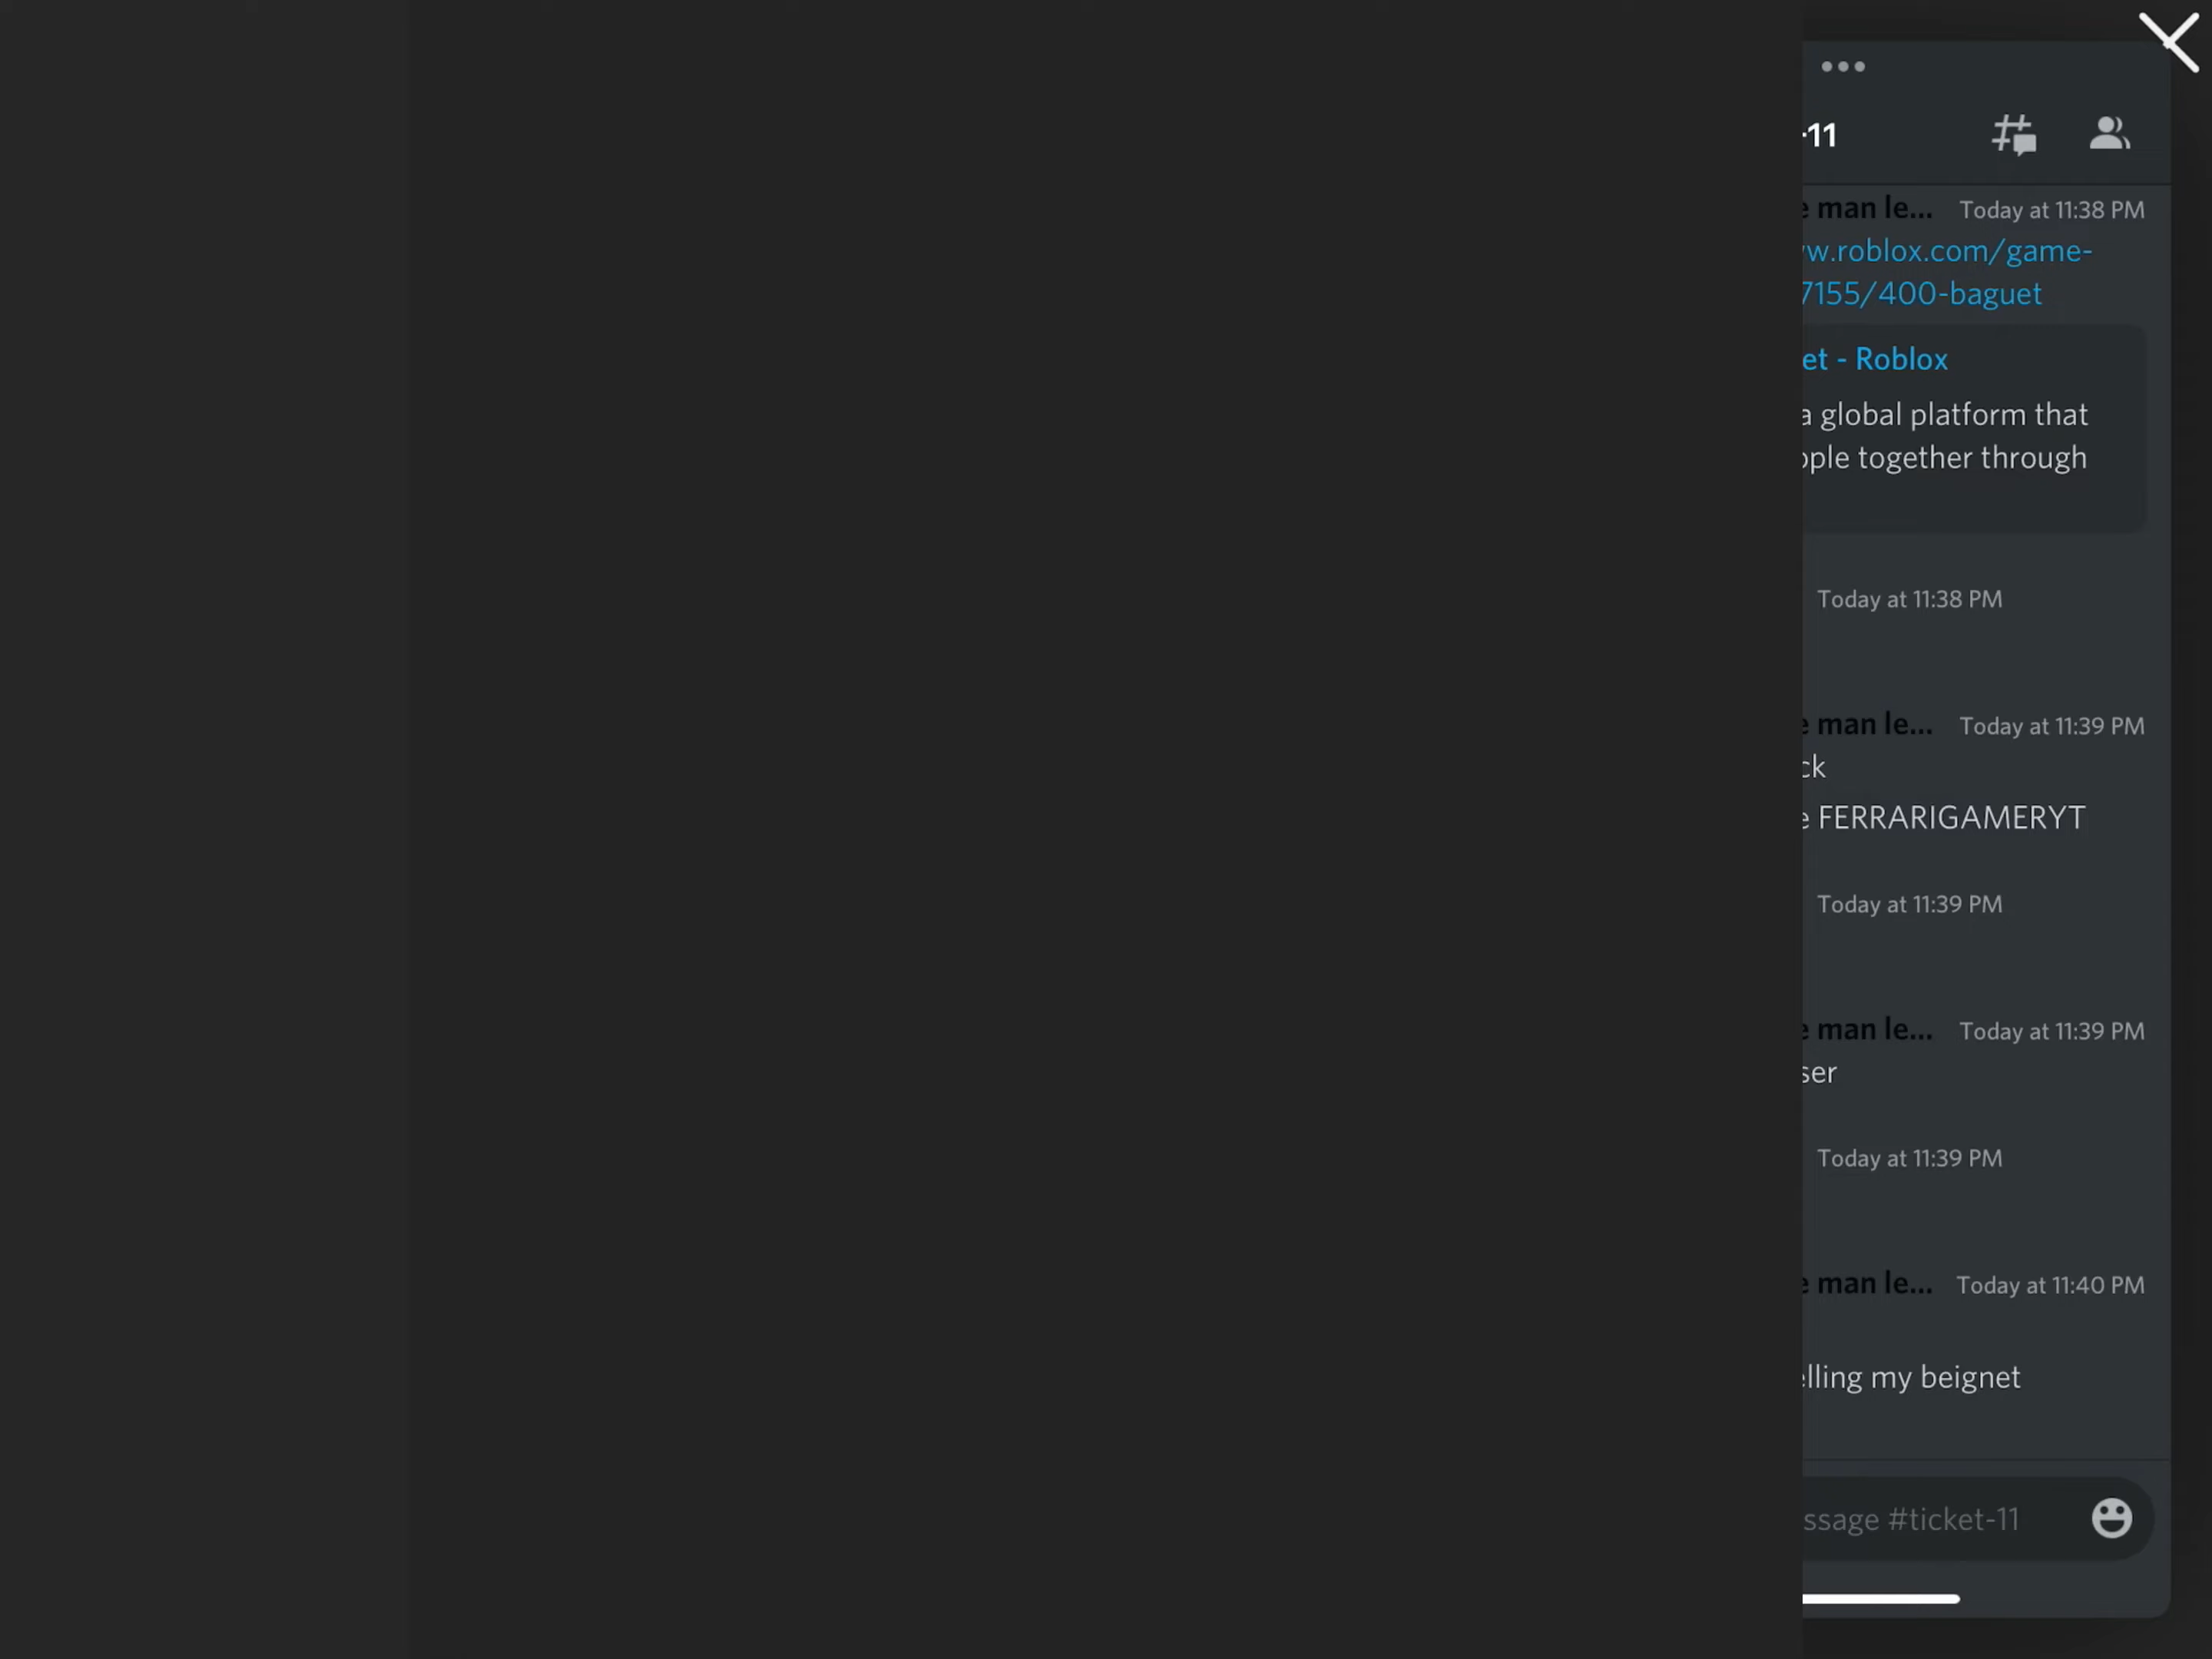 -11
man le... Today at 11:38 PM
w.roblox.com/game-
7155/400-baguet
et - Roblox
a global platform that
ople together through
Today at 11:38 PM
man le... Today at 11:39 PM
ck
e FERRARIGAMERYT
Today at 11:39 PM
man le... Today at 11:39 PM
ser
Today at 11:39 PM
man le... Today at 11:40 PM
elling my beignet
ssage #ticket-11